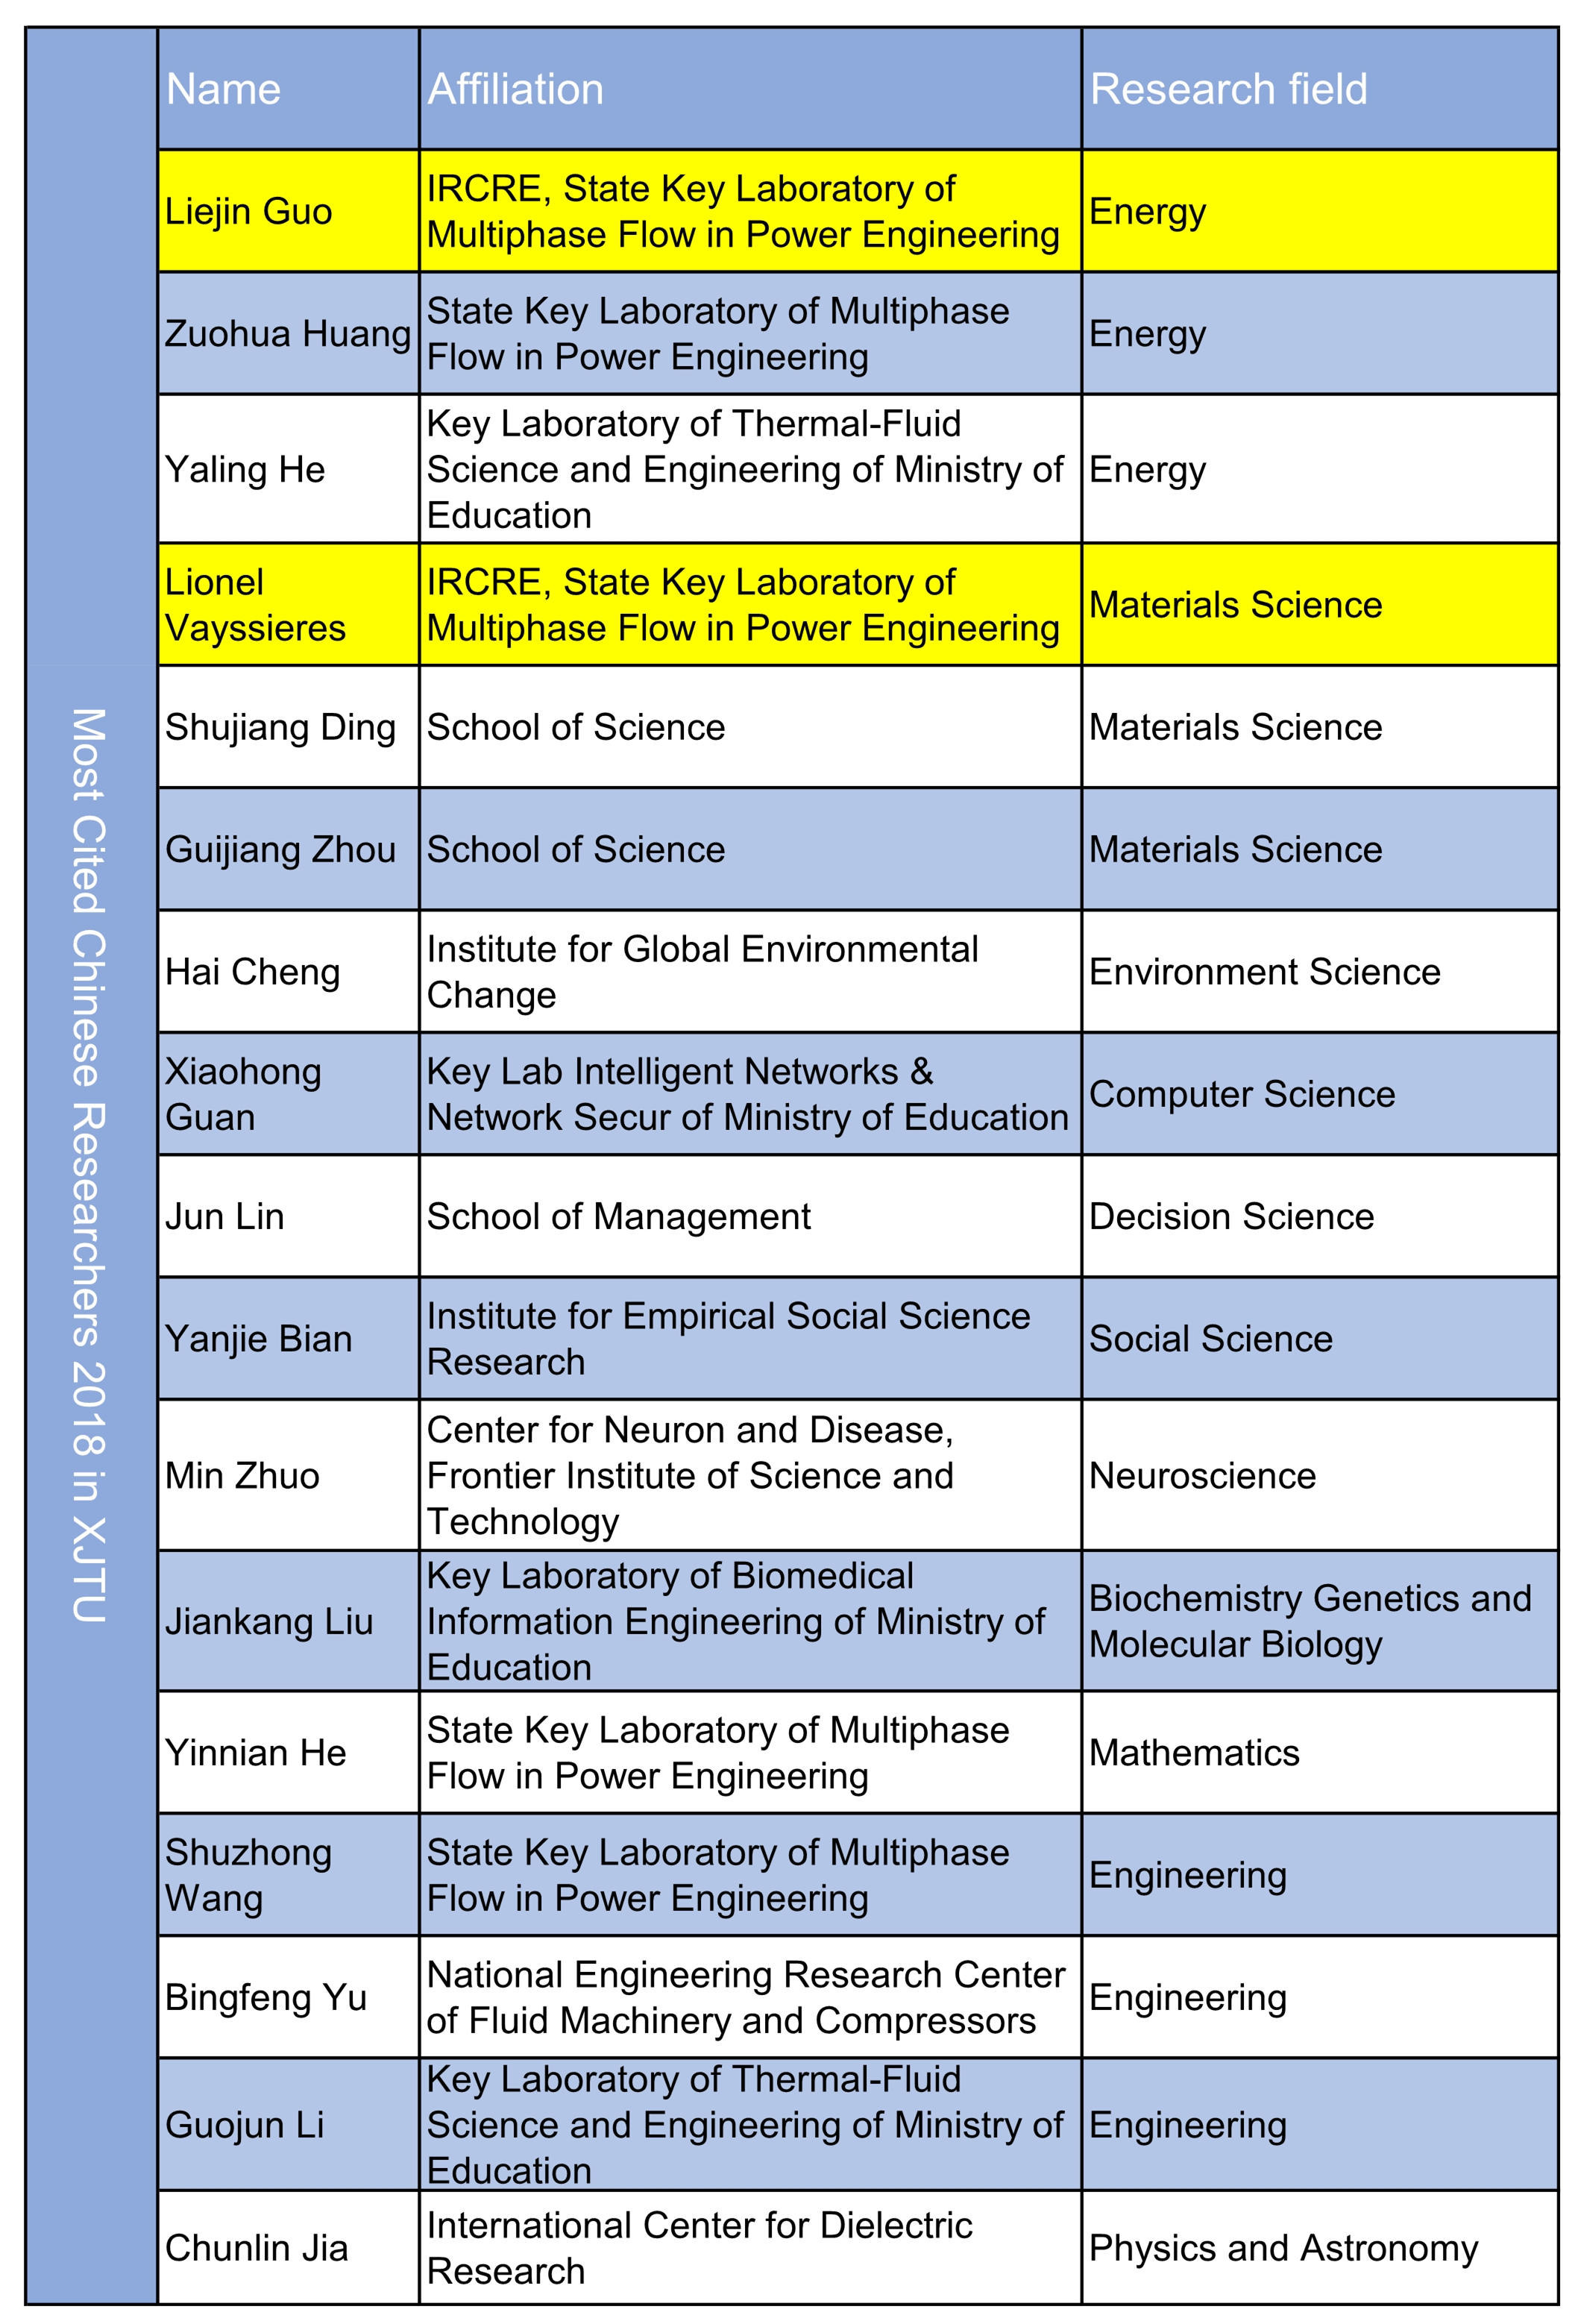 Most Cited Chinese Researchers 2018 in XJTU
Name
Affiliation
Research field
Liejin Guo
IRCRE, State Key Laboratory of
Multiphase Flow in Power Engineering
Energy
Zuohua Huang
State Key Laboratory of Multiphase
Flow in Power Engineering
Energy
Yaling He
Key Laboratory of Thermal-Fluid
Science and Engineering of Ministry of
Education
Energy
Lionel
Vayssieres
IRCRE, State Key Laboratory of
Multiphase Flow in Power Engineering
Materials Science
Shujiang Ding
School of Science
Materials Science
Guijiang Zhou
School of Science
Materials Science
Hai Cheng
Institute for Global Environmental
Change
Environment Science
Xiaohong
Guan
Key Lab Intelligent Networks &
Network Secur of Ministry of Education
Computer Science
Jun Lin
School of Management
Decision Science
Yanjie Bian
Institute for Empirical Social Science
Research
Social Science
Min Zhuo
Center for Neuron and Disease,
Frontier Institute of Science and
Technology
Neuroscience
Jiankang Liu
Key Laboratory of Biomedical
Information Engineering of Ministry of
Education
Biochemistry Genetics and
Molecular Biology
Yinnian He
State Key Laboratory of Multiphase
Flow in Power Engineering
Mathematics
Shuzhong
Wang
State Key Laboratory of Multiphase
Flow in Power Engineering
Engineering
Bingfeng Yu
National Engineering Research Center
of Fluid Machinery and Compressors
Engineering
Guojun Li
Key Laboratory of Thermal-Fluid
Science and Engineering of Ministry of
Education
Engineering
Chunlin Jia
International Center for Dielectric
Research
Physics and Astronomy